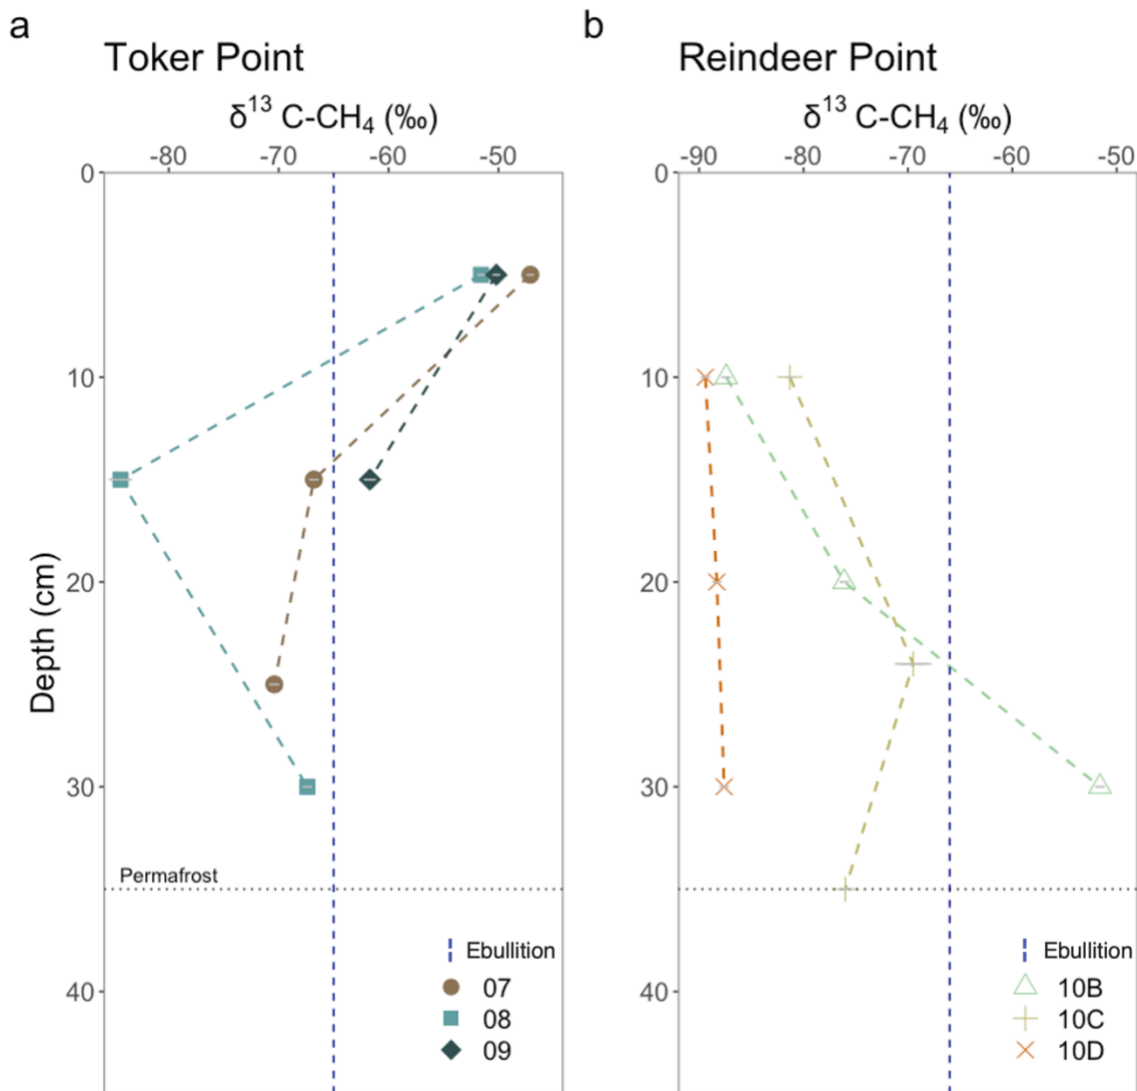 a
Toker Point
δ¹³ C-CH₄ (‰)
-80 -70 -60 -50
0
10
20
30
40
Depth (cm)
Permafrost
Ebullition
07
08
09
b
Reindeer Point
δ¹³ C-CH₄ (‰)
-90 -80 -70 -60 -50
0
10
20
30
40
Ebullition
10B
10C
10D